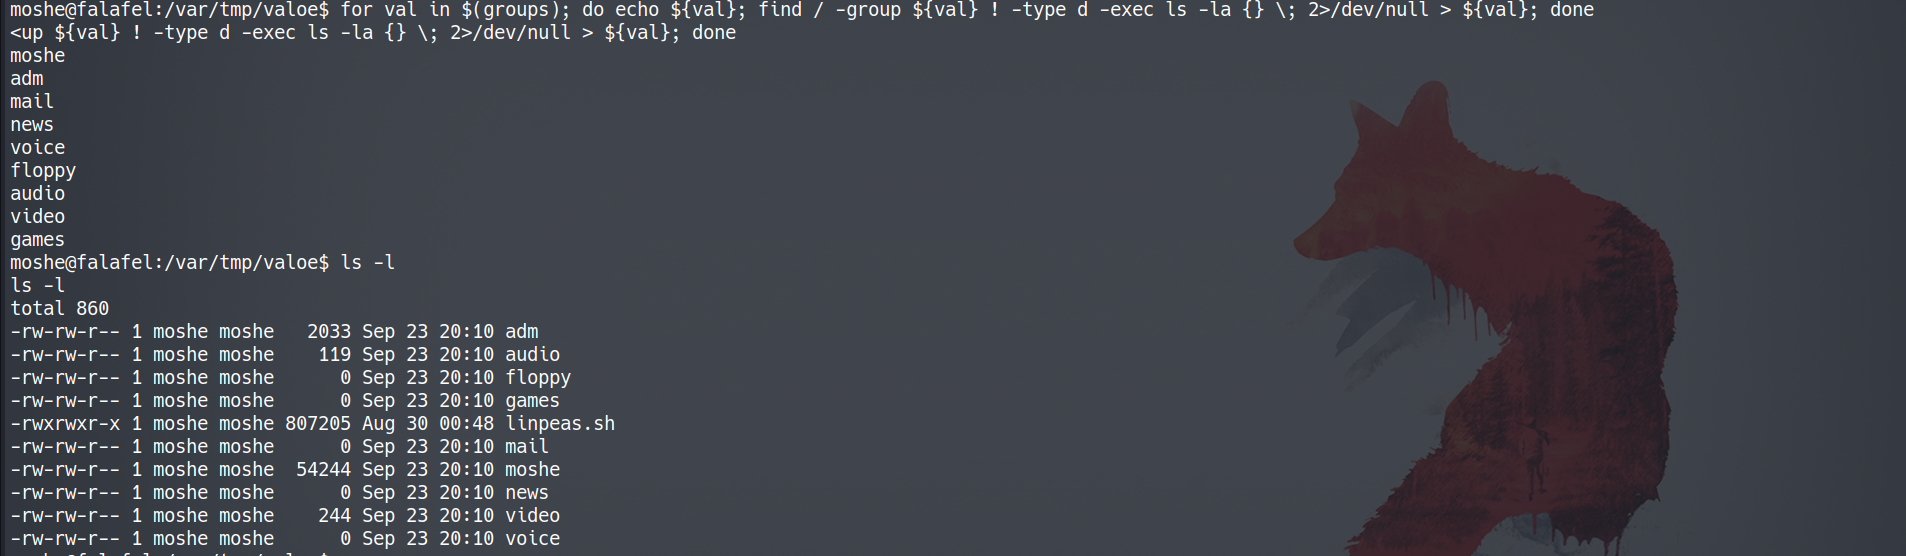 moshe@falafel:/var/tmp/valoe$ for val in $(groups); do echo ${val}; find / -group ${val} ! -type d -exec ls -la {} \; 2>/dev/null > ${val}; done
<up ${val} ! -type d -exec ls -la {} \; 2>/dev/null > ${val}; done
moshe
adm
mail
news
voice
floppy
audio
video
games
moshe@falafel:/var/tmp/valoe$ ls -l
ls -l
total 860
-rw-rw-r-- 1 moshe moshe   2033 Sep 23 20:10 adm
-rw-rw-r-- 1 moshe moshe    119 Sep 23 20:10 audio
-rw-rw-r-- 1 moshe moshe      0 Sep 23 20:10 floppy
-rw-rw-r-- 1 moshe moshe      0 Sep 23 20:10 games
-rwxrwxr-x 1 moshe moshe 807205 Aug 30 00:48 linpeas.sh
-rw-rw-r-- 1 moshe moshe      0 Sep 23 20:10 mail
-rw-rw-r-- 1 moshe moshe  54244 Sep 23 20:10 moshe
-rw-rw-r-- 1 moshe moshe      0 Sep 23 20:10 news
-rw-rw-r-- 1 moshe moshe    244 Sep 23 20:10 video
-rw-rw-r-- 1 moshe moshe      0 Sep 23 20:10 voice